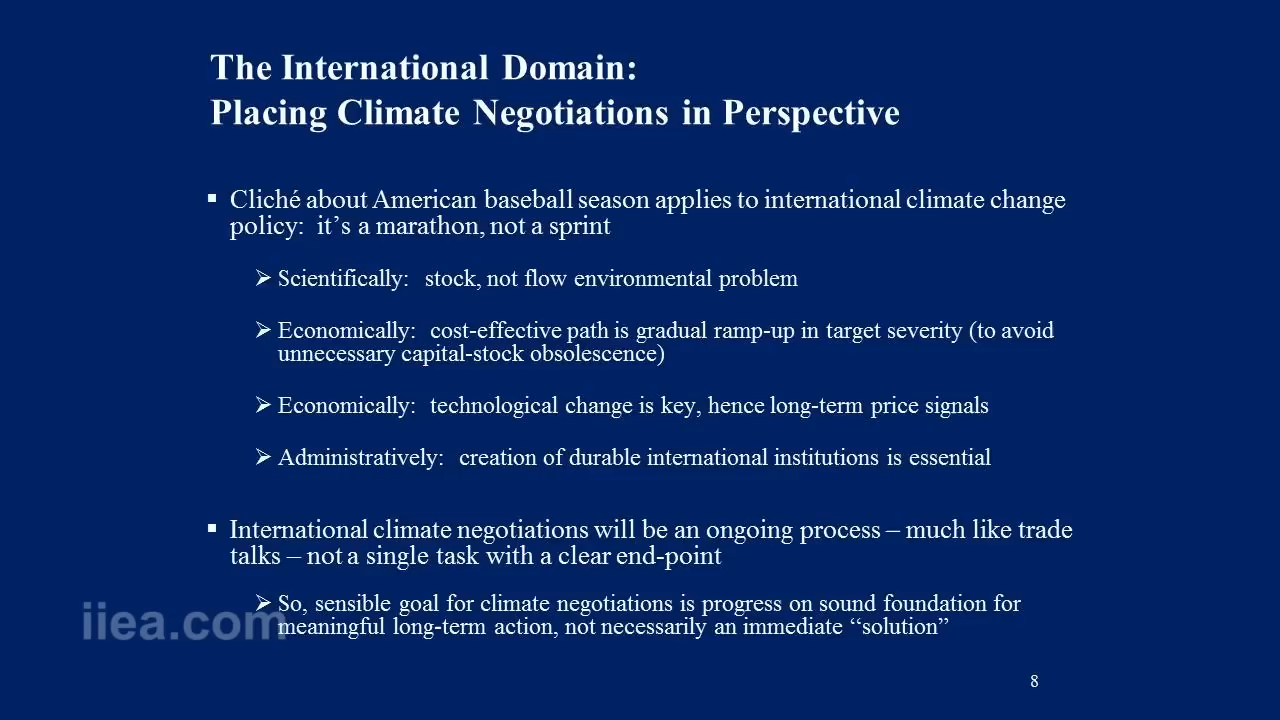 The International Domain:
Placing Climate Negotiations in Perspective
▪ Cliché about American baseball season applies to international climate change
policy:  it’s a marathon, not a sprint
➢ Scientifically:  stock, not flow environmental problem
➢ Economically:  cost-effective path is gradual ramp-up in target severity (to avoid
unnecessary capital-stock obsolescence)
➢ Economically:  technological change is key, hence long-term price signals
➢ Administratively:  creation of durable international institutions is essential
▪ International climate negotiations will be an ongoing process – much like trade
talks – not a single task with a clear end-point
➢ So, sensible goal for climate negotiations is progress on sound foundation for
meaningful long-term action, not necessarily an immediate “solution”
iiea.com
8